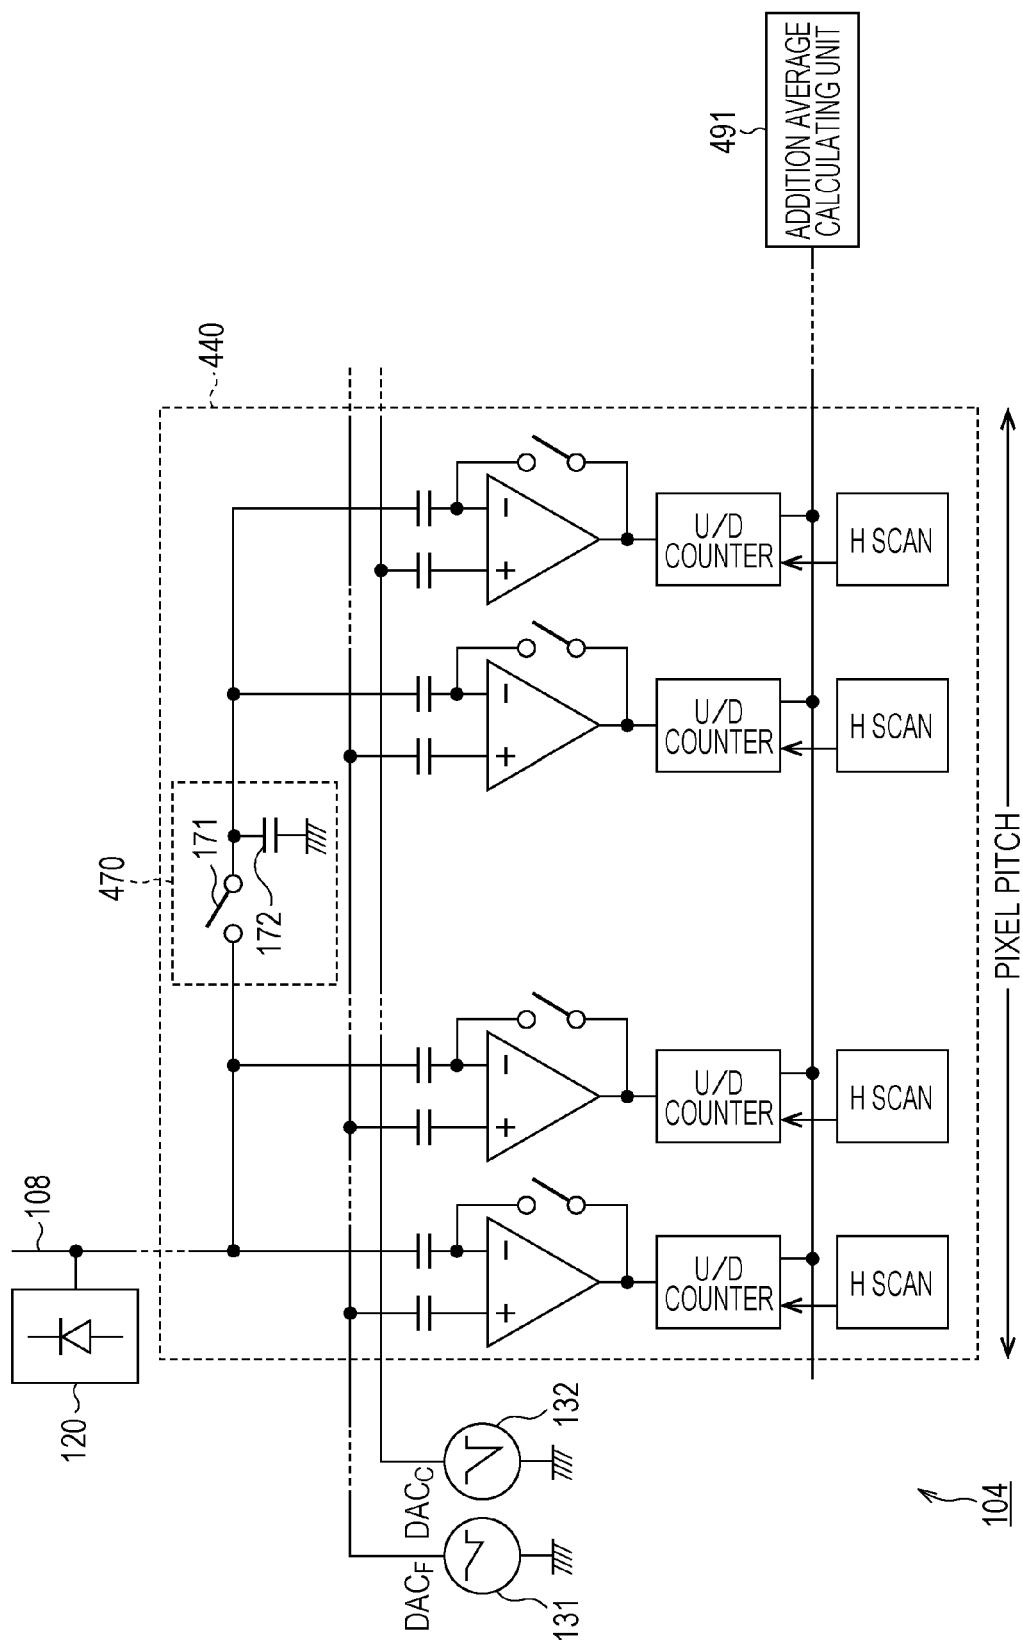 120
108
440
470
171
172
491
ADDITION AVERAGE
CALCULATING UNIT
DACF
DACC
131
132
+
−
+
−
+
−
+
−
U/D
COUNTER
U/D
COUNTER
U/D
COUNTER
U/D
COUNTER
H SCAN
H SCAN
H SCAN
H SCAN
PIXEL PITCH
104